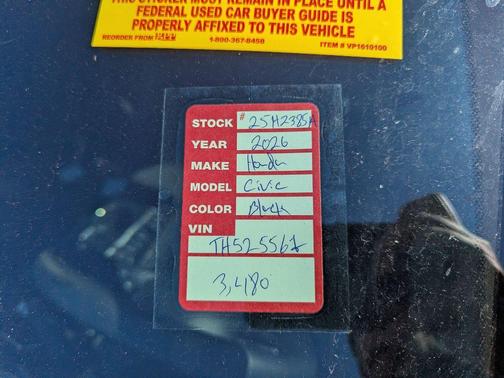 THIS STICKER MUST REMAIN IN PLACE UNTIL A
FEDERAL USED CAR BUYER GUIDE IS
PROPERLY AFFIXED TO THIS VEHICLE
REORDER FROM 1-800-367-8458 ITEM # VP1610100
STOCK # 25H2385A
YEAR 2026
MAKE Honda
MODEL Civic
COLOR Black
VIN
TH525567
3,480